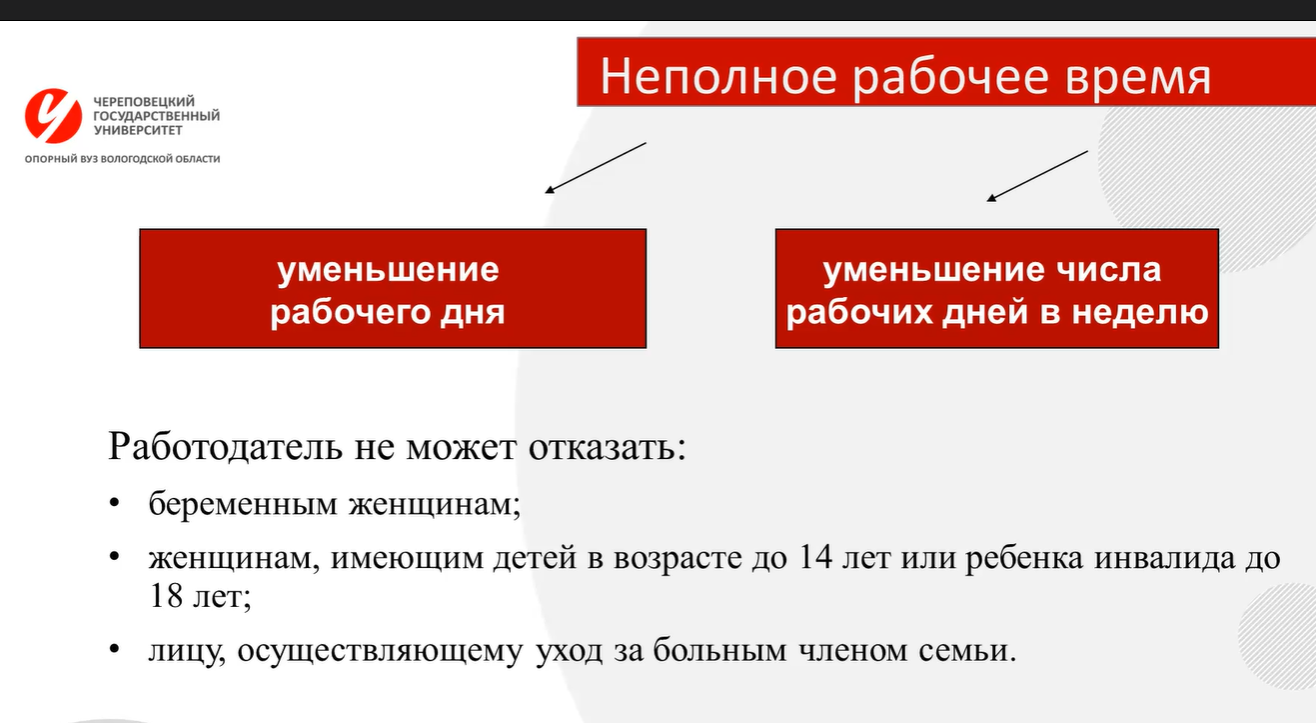 Неполное рабочее время
ЧЕРЕПОВЕЦКИЙ
ГОСУДАРСТВЕННЫЙ
УНИВЕРСИТЕТ
ОПОРНЫЙ ВУЗ ВОЛОГОДСКОЙ ОБЛАСТИ
уменьшение
рабочего дня
уменьшение числа
рабочих дней в неделю
Работодатель не может отказать:
• беременным женщинам;
• женщинам, имеющим детей в возрасте до 14 лет или ребенка инвалида до
18 лет;
• лицу, осуществляющему уход за больным членом семьи.